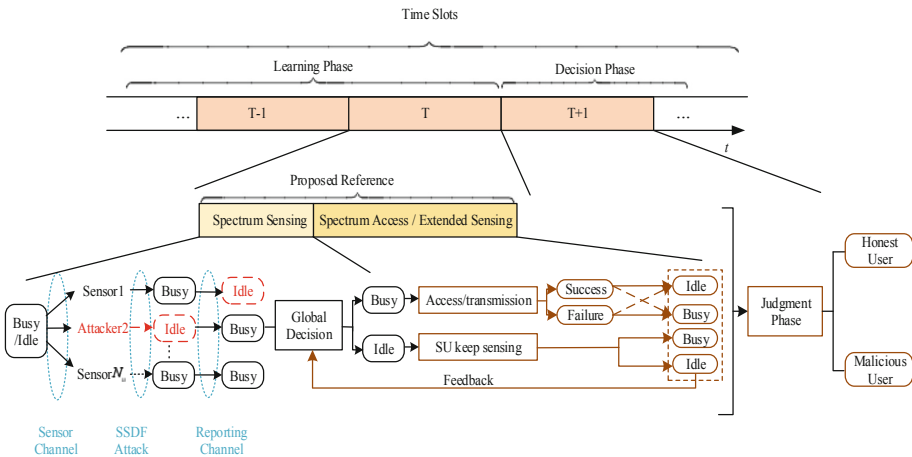 Time Slots
Learning Phase
Decision Phase
...
T-1
T
T+1
...
t
Proposed Reference
Spectrum Sensing
Spectrum Access / Extended Sensing
Busy
/Idle
Sensor1
Busy
Idle
Attacker2
Idle
Busy
Sensor
Busy
Busy
Global
Decision
Busy
Access/transmission
Success
Failure
Idle
SU keep sensing
Idle
Busy
Busy
Idle
Feedback
Judgment
Phase
Honest
User
Malicious
User
Sensor
Channel
SSDF
Attack
Reporting
Channel